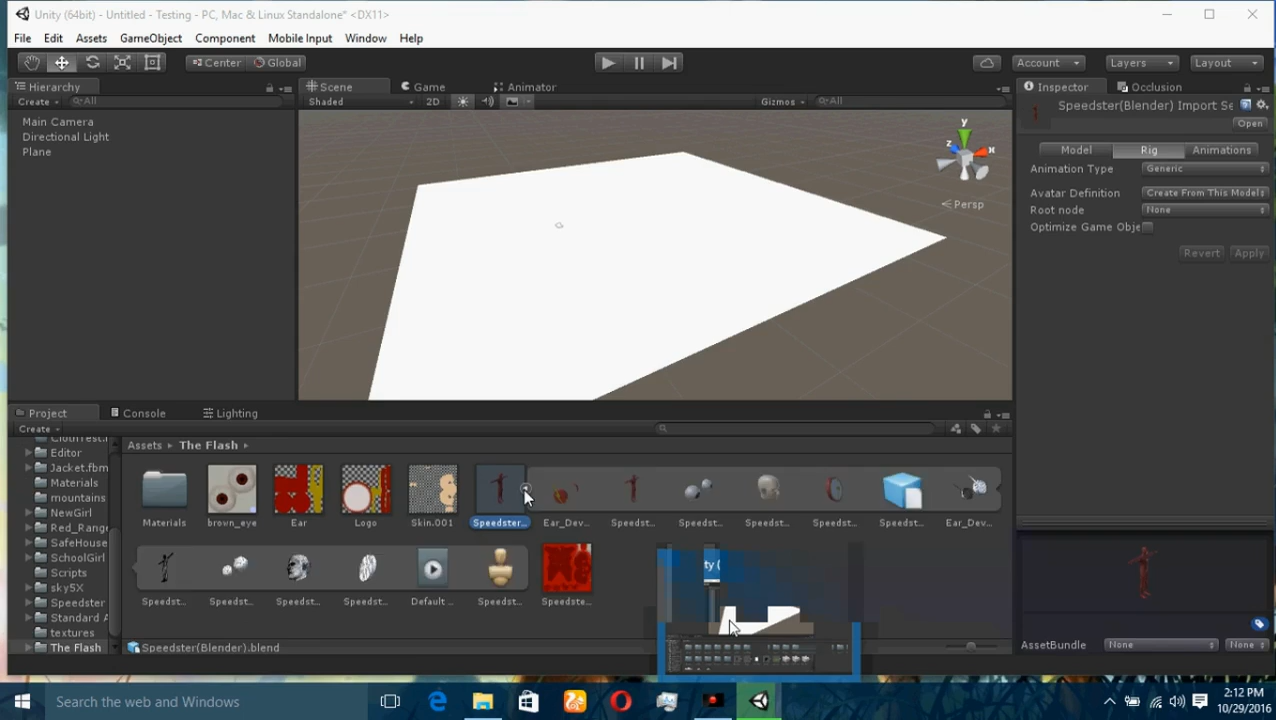 Unity (64bit) - Untitled - Testing - PC, Mac & Linux Standalone* <DX11>
File Edit Assets GameObject Component Mobile Input Window Help
Center Global Account Layers Layout
Hierarchy Scene Game Animator Inspector Occlusion
Create All Shaded 2D Gizmos All Speedster(Blender) Import Se
Open
Main Camera
Directional Light
Plane
y
z x
Persp
Model Rig Animations
Animation Type Generic
Avatar Definition Create From This Model
Root node None
Optimize Game Obje
Revert Apply
Project Console Lighting
Create
ClothTest.f
Editor
Jacket.fbm
Materials
mountains
NewGirl
Red_Rang
SafeHouse
SchoolGirl
Scripts
sky5X
Speedster
Standard A
textures
The Flash
Assets The Flash
Materials brown_eye Ear Logo Skin.001 Speedster... Ear_Dev... Speedst... Speedst... Speedst... Speedst... Speedst... Ear_Dev...
Speedst... Speedst... Speedst... Speedst... Default ... Speedst... Speedste...
ty (
Speedster(Blender).blend
AssetBundle None None
Search the web and Windows
2:12 PM
10/29/2016